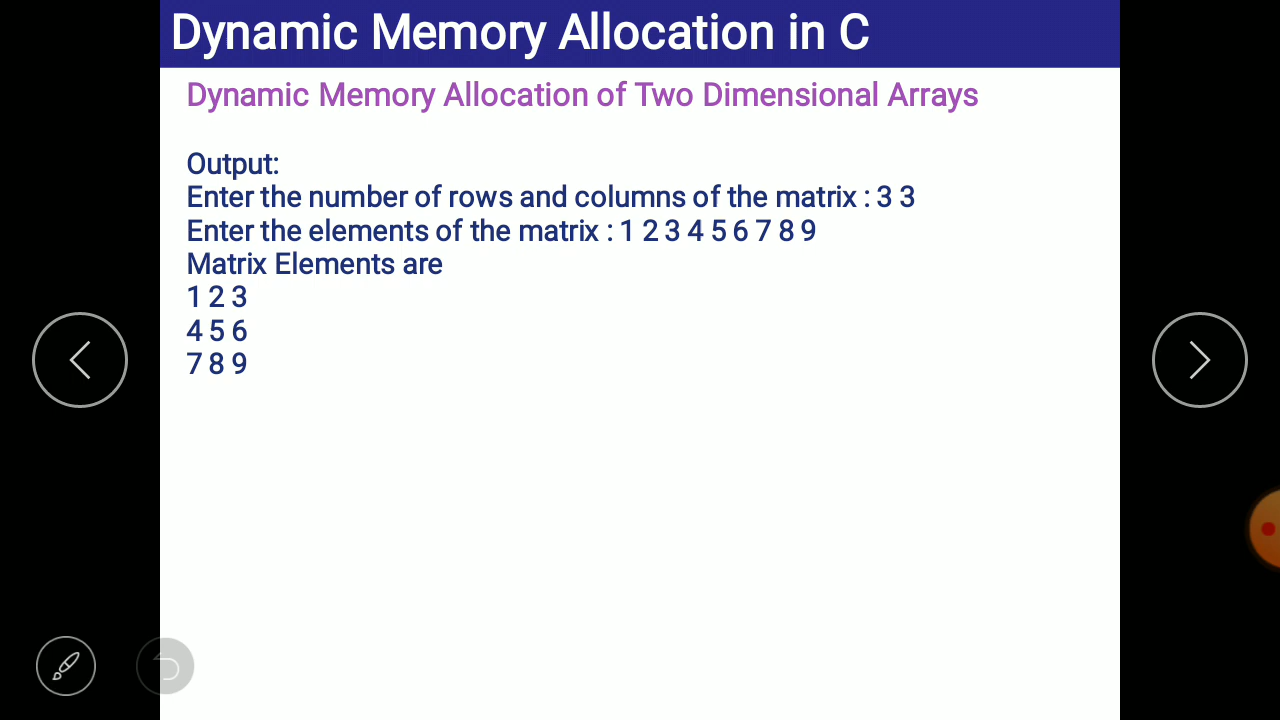 Dynamic Memory Allocation in C
Dynamic Memory Allocation of Two Dimensional Arrays
Output:
Enter the number of rows and columns of the matrix : 3 3
Enter the elements of the matrix : 1 2 3 4 5 6 7 8 9
Matrix Elements are
1 2 3
4 5 6
7 8 9